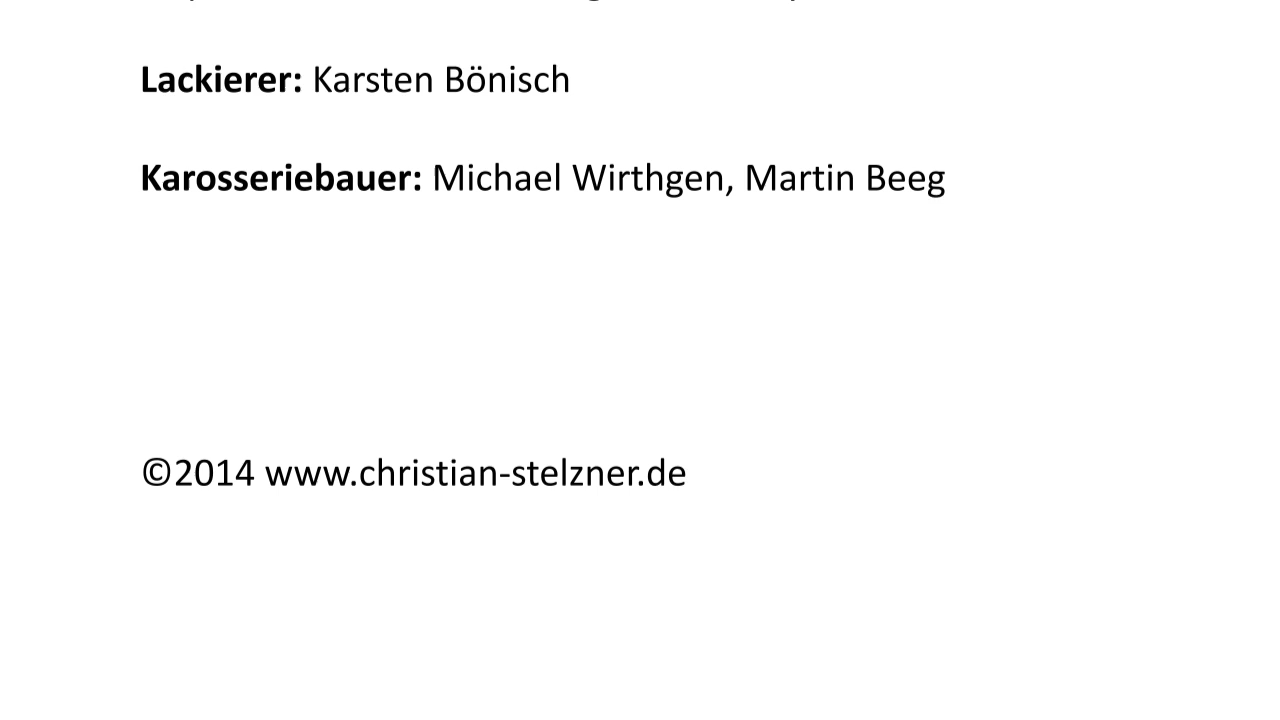 Lackierer: Karsten Bönisch
Karosseriebauer: Michael Wirthgen, Martin Beeg
©2014 www.christian-stelzner.de